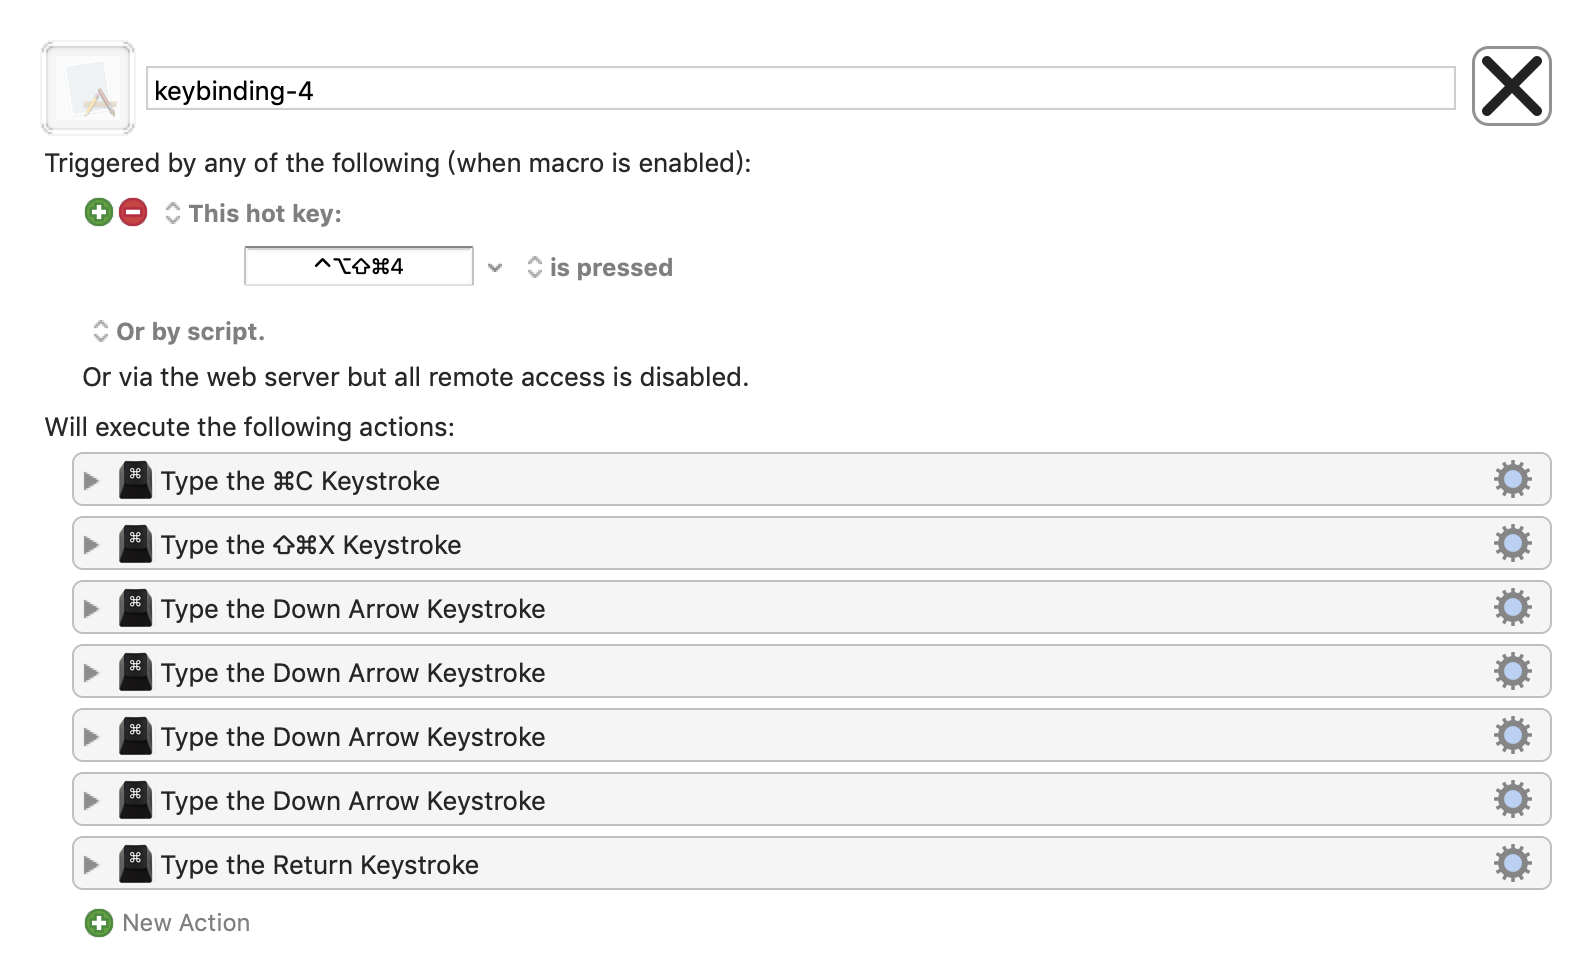 keybinding-4
Triggered by any of the following (when macro is enabled):
This hot key:
^⌥⇧⌘4 is pressed
Or by script.
Or via the web server but all remote access is disabled.
Will execute the following actions:
⌘ Type the ⌘C Keystroke
⌘ Type the ⇧⌘X Keystroke
⌘ Type the Down Arrow Keystroke
⌘ Type the Down Arrow Keystroke
⌘ Type the Down Arrow Keystroke
⌘ Type the Down Arrow Keystroke
⌘ Type the Return Keystroke
New Action